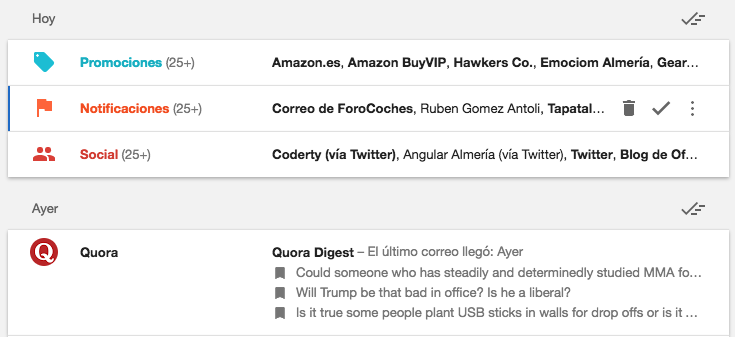 Hoy
Promociones (25+) Amazon.es, Amazon BuyVIP, Hawkers Co., Emociom Almería, Gear…
Notificaciones (25+) Correo de ForoCoches, Ruben Gomez Antoli, Tapatal…
Social (25+) Coderty (vía Twitter), Angular Almería (vía Twitter), Twitter, Blog de Of…
Ayer
Q Quora Quora Digest – El último correo llegó: Ayer
Could someone who has steadily and determinedly studied MMA fo…
Will Trump be that bad in office? Is he a liberal?
Is it true some people plant USB sticks in walls for drop offs or is it …